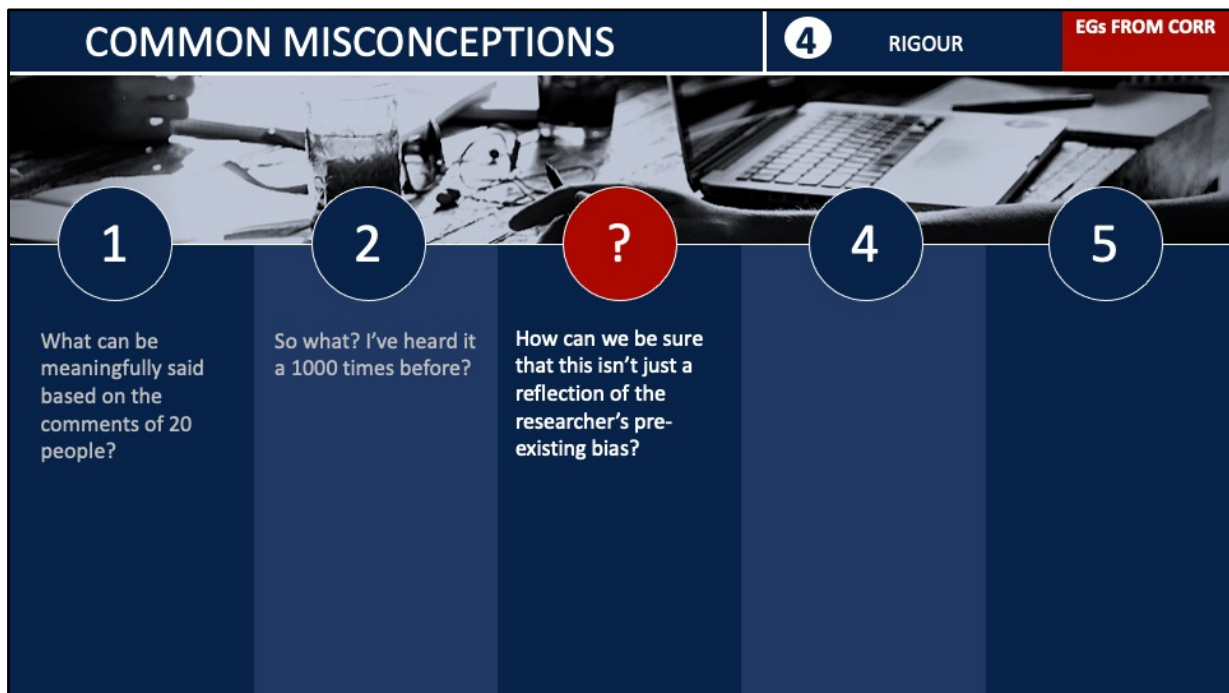 COMMON MISCONCEPTIONS
4
RIGOUR
EGs FROM CORR
1
2
?
4
5
What can be
meaningfully said
based on the
comments of 20
people?
So what? I've heard it
a 1000 times before?
How can we be sure
that this isn't just a
reflection of the
researcher's pre-
existing bias?